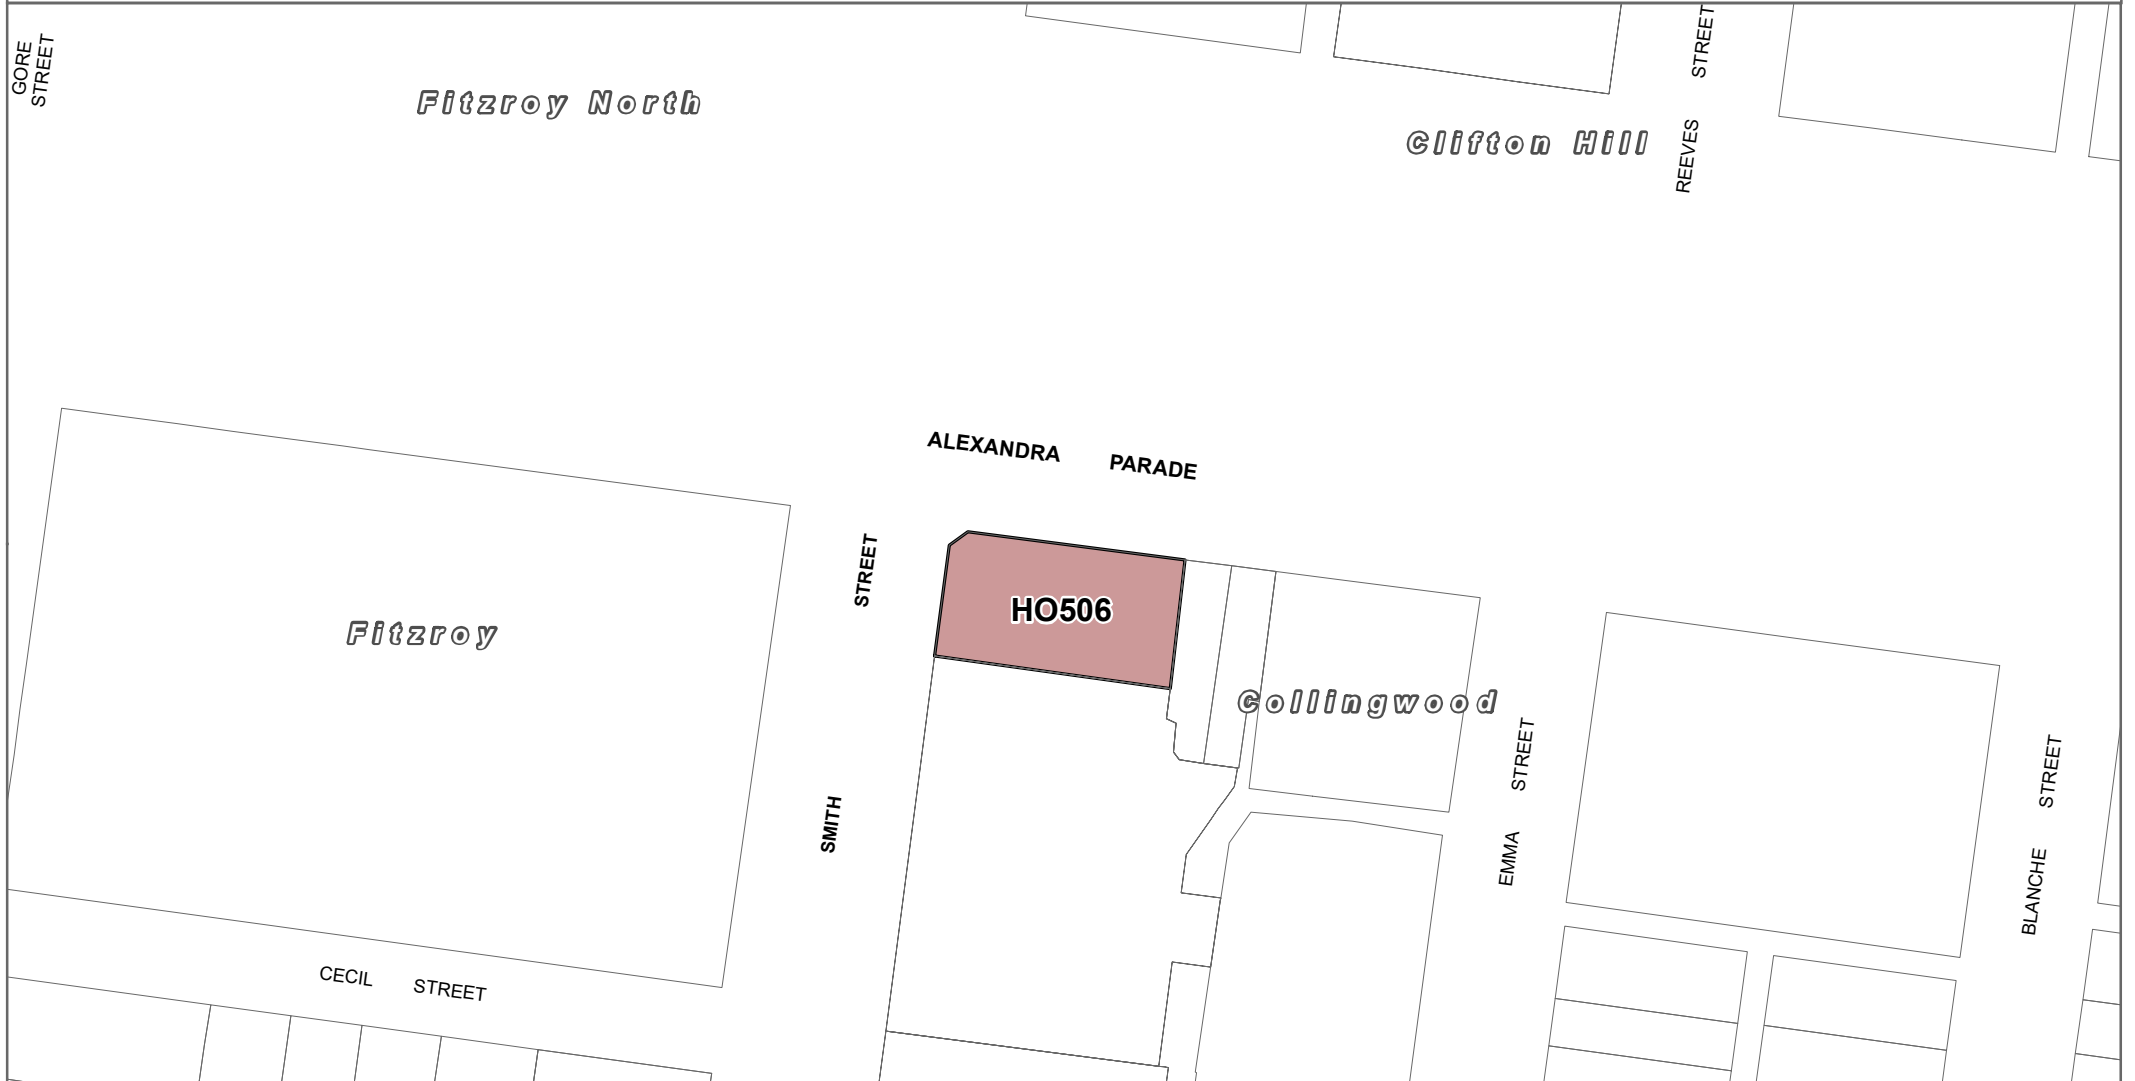 GORE
STREET
Fitzroy North
Clifton Hill
REEVES STREET
ALEXANDRA PARADE
SMITH STREET
HO506
Fitzroy
Collingwood
EMMA STREET
BLANCHE STREET
CECIL STREET